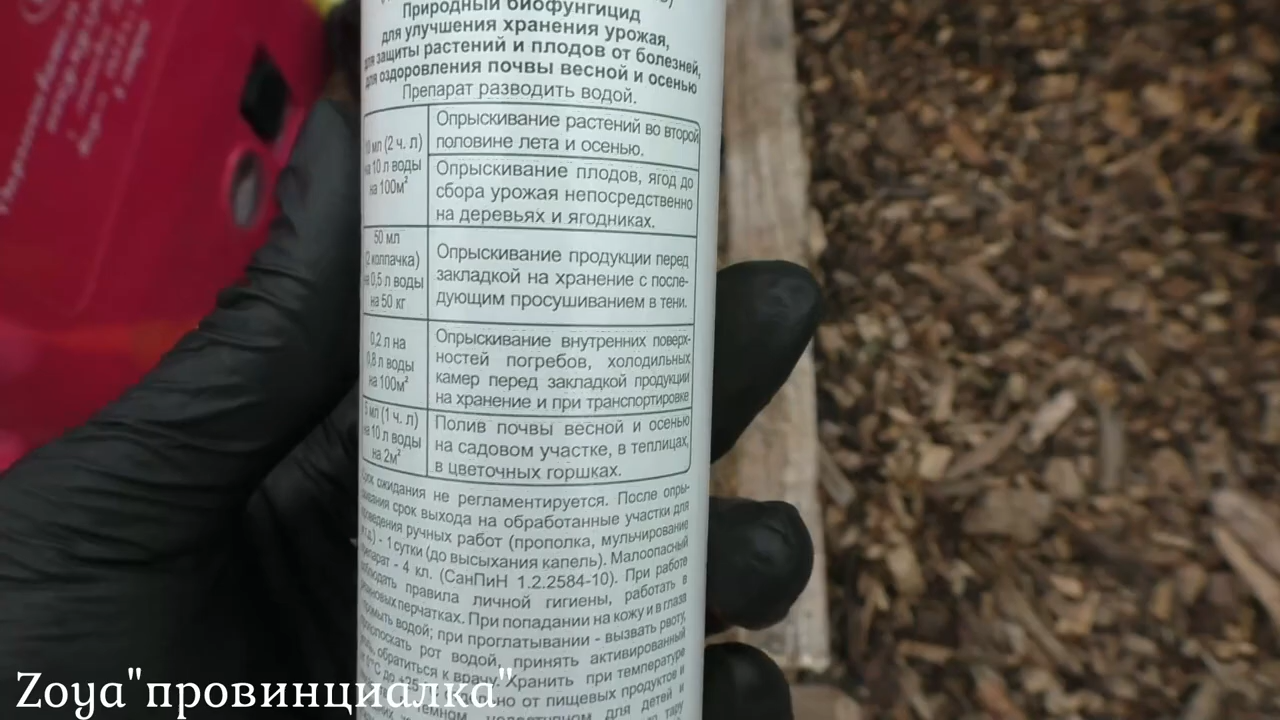 Природный биофунгицид
для улучшения хранения урожая,
для защиты растений и плодов от болезней,
для оздоровления почвы весной и осенью
Препарат разводить водой.
10 мл (2 ч. л)
на 10 л воды
на 100м²
Опрыскивание растений во второй
половине лета и осенью.
Опрыскивание плодов, ягод до
сбора урожая непосредственно
на деревьях и ягодниках.
50 мл
(2 колпачка)
на 0,5 л воды
на 50 кг
Опрыскивание продукции перед
закладкой на хранение с после-
дующим просушиванием в тени.
0,2 л на
0,8 л воды
на 100м²
Опрыскивание внутренних поверх-
ностей погребов, холодильных
камер перед закладкой продукции
на хранение и при транспортировке
5 мл (1 ч. л)
на 10 л воды
на 2м²
Полив почвы весной и осенью
на садовом участке, в теплицах,
в цветочных горшках.
Срок ожидания не регламентируется. После опры-
скивания срок выхода на обработанные участки для
проведения ручных работ (прополка, мульчирование
и т.д) - 1 сутки (до высыхания капель). Малоопасный
препарат - 4 кл. (СанПиН 1.2.2584-10). При работе
соблюдать правила личной гигиены, работать в
резиновых перчатках. При попадании на кожу и в глаза
промыть водой; при проглатывании - вызвать рвоту,
прополоскать рот водой, принять активированный
обратиться к врачу. Хранить при температуре
от пищевых продуктов и
для детей и
Zoya"провинциалка"